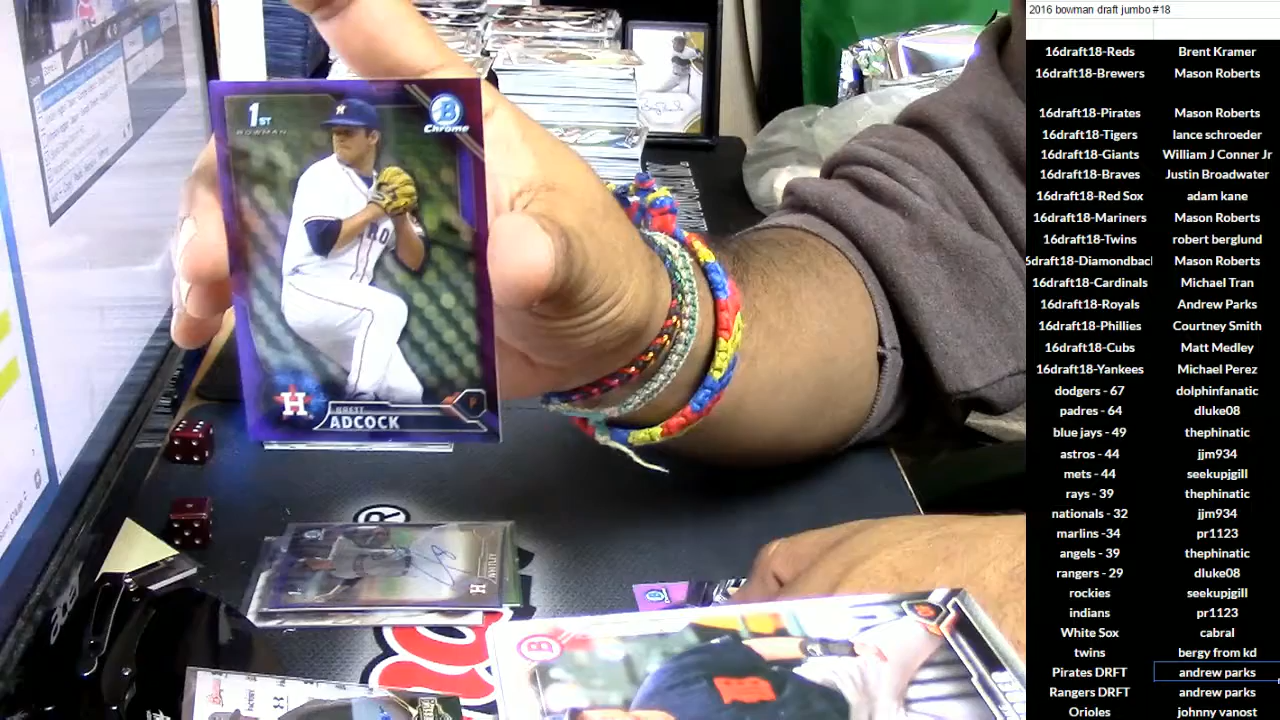 2016 bowman draft jumbo #18
16draft18-Reds Brent Kramer
16draft18-Brewers Mason Roberts
16draft18-Pirates Mason Roberts
16draft18-Tigers lance schroeder
16draft18-Giants William J Conner Jr
16draft18-Braves Justin Broadwater
16draft18-Red Sox adam kane
16draft18-Mariners Mason Roberts
16draft18-Twins robert berglund
6draft18-Diamondbacl Mason Roberts
16draft18-Cardinals Michael Tran
16draft18-Royals Andrew Parks
16draft18-Phillies Courtney Smith
16draft18-Cubs Matt Medley
16draft18-Yankees Michael Perez
dodgers - 67 dolphinfanatic
padres - 64 dluke08
blue jays - 49 thephinatic
astros - 44 jjm934
mets - 44 seekupjgill
rays - 39 thephinatic
nationals - 32 jjm934
marlins -34 pr1123
angels - 39 thephinatic
rangers - 29 dluke08
rockies seekupjgill
indians pr1123
White Sox cabral
twins bergy from kd
Pirates DRFT andrew parks
Rangers DRFT andrew parks
Orioles johnny vanost
1ST
BOWMAN
B
Chrome
H
BRETT
ADCOCK
P
R
WHITLEY
H
B